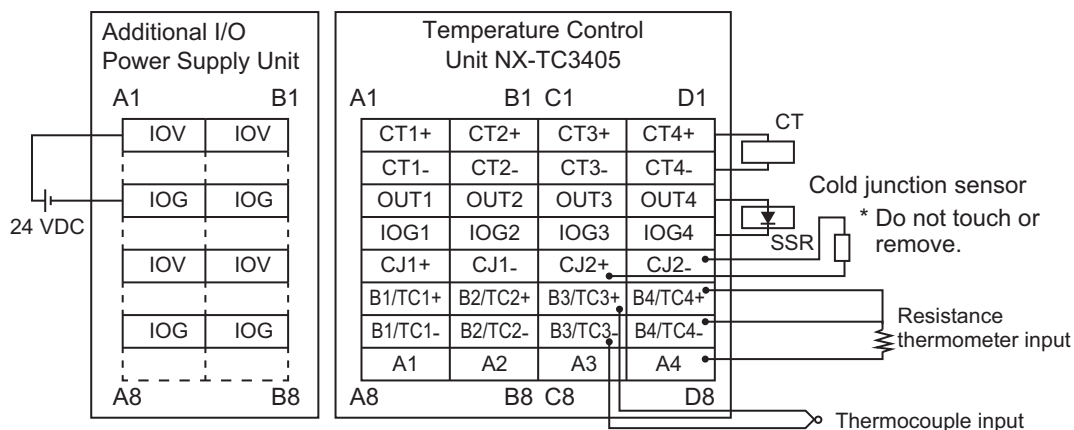 Additional I/O
Power Supply Unit
A1 B1
IOV IOV
IOG IOG
24 VDC
IOV IOV
IOG IOG
A8 B8
Temperature Control
Unit NX-TC3405
A1 B1 C1 D1
CT1+ CT2+ CT3+ CT4+
CT1- CT2- CT3- CT4-
OUT1 OUT2 OUT3 OUT4
IOG1 IOG2 IOG3 IOG4
CJ1+ CJ1- CJ2+ CJ2-
B1/TC1+ B2/TC2+ B3/TC3+ B4/TC4+
B1/TC1- B2/TC2- B3/TC3- B4/TC4-
A1 A2 A3 A4
A8 B8 C8 D8
CT
SSR
Cold junction sensor
* Do not touch or
remove.
Resistance
thermometer input
Thermocouple input